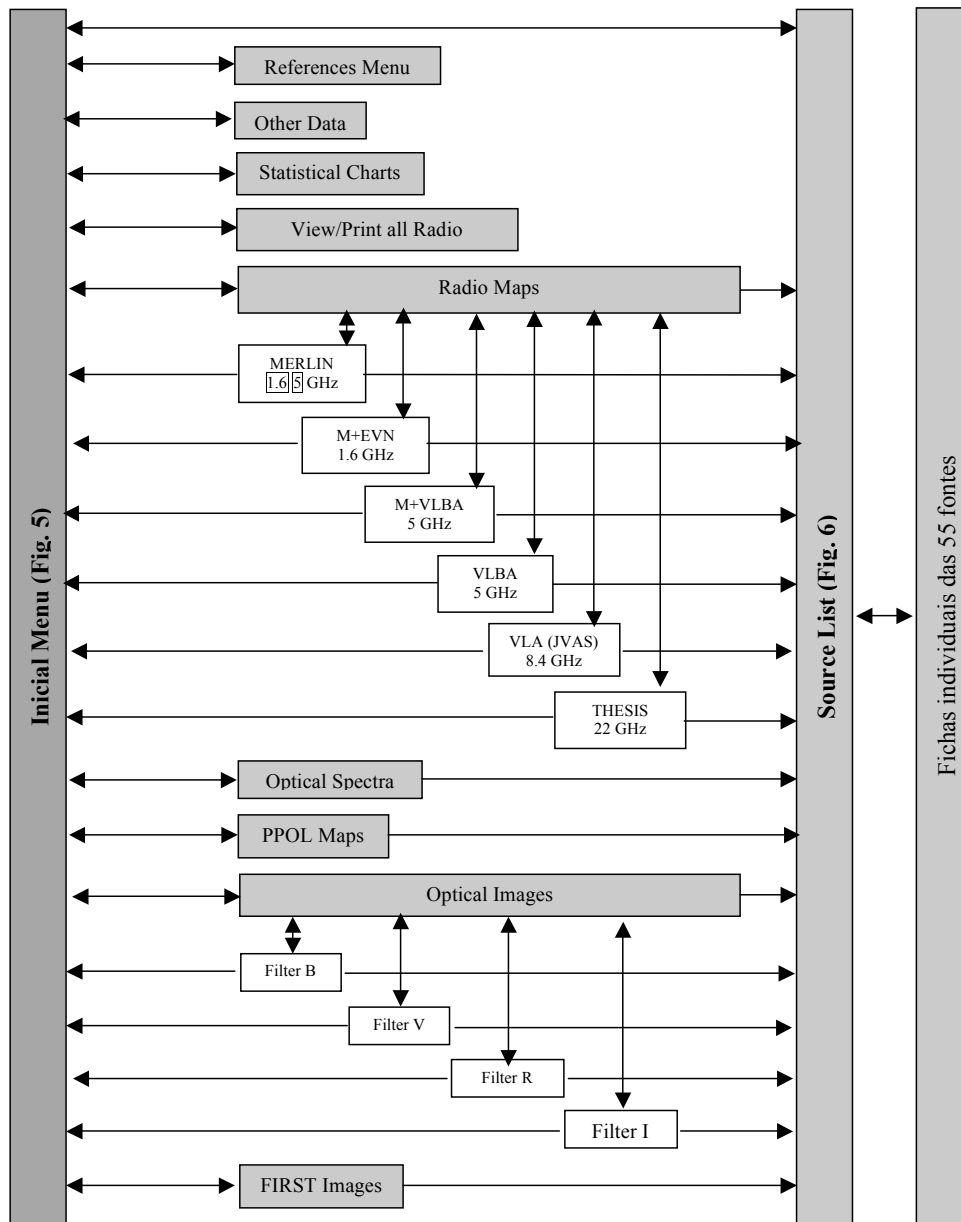 References Menu
Other Data
Statistical Charts
View/Print all Radio
Radio Maps
MERLIN
1.6 5 GHz
M+EVN
1.6 GHz
M+VLBA
5 GHz
VLBA
5 GHz
VLA (JVAS)
8.4 GHz
THESIS
22 GHz
Optical Spectra
PPOL Maps
Optical Images
Filter B
Filter V
Filter R
Filter I
FIRST Images
Inicial Menu (Fig. 5)
Source List (Fig. 6)
Fichas individuais das 55 fontes